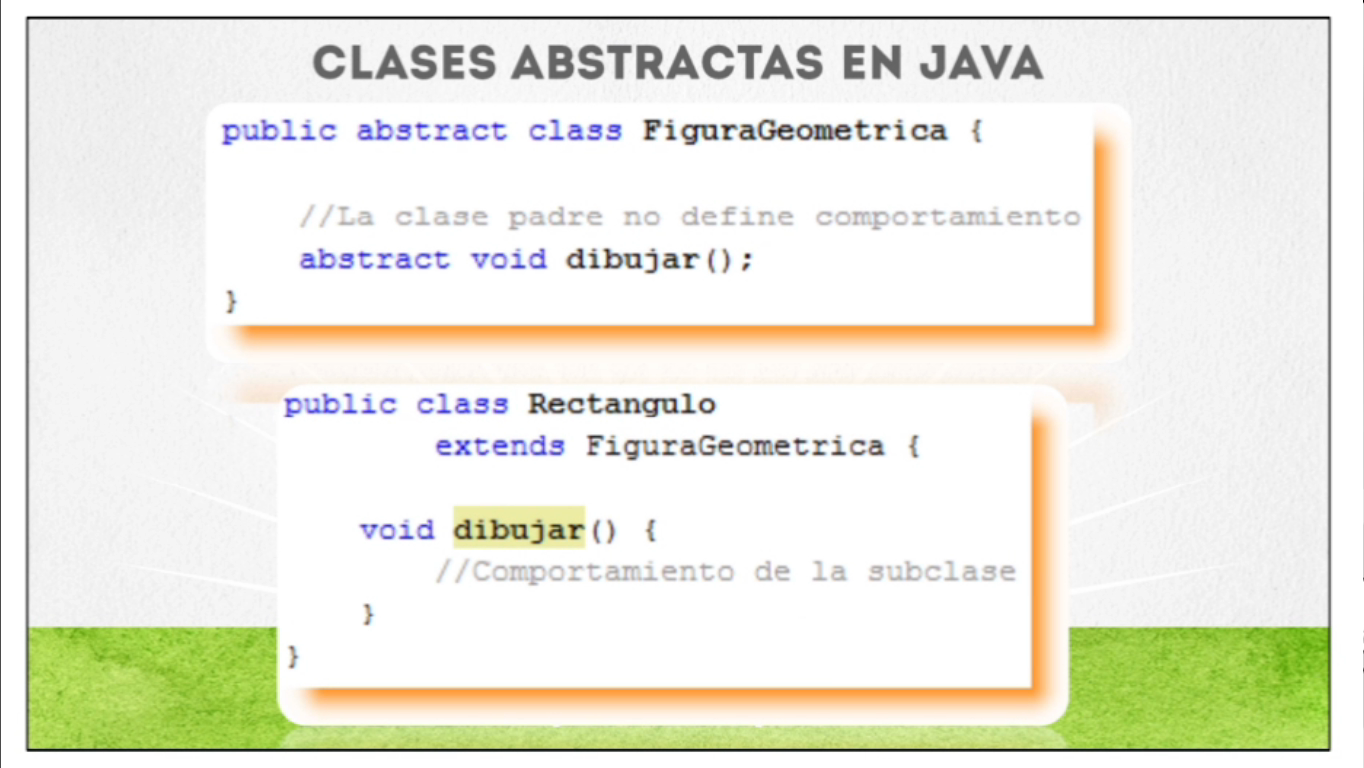 CLASES ABSTRACTAS EN JAVA
public abstract class FiguraGeometrica {
//La clase padre no define comportamiento
abstract void dibujar();
}
public class Rectangulo
extends FiguraGeometrica {
void dibujar() {
//Comportamiento de la subclase
}
}